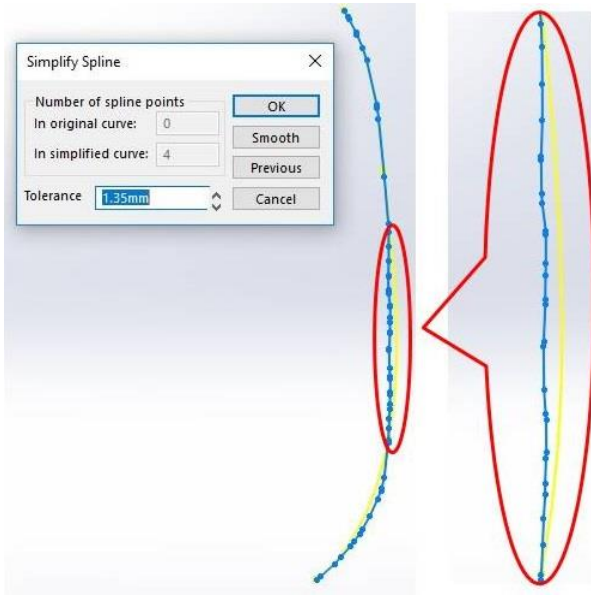 Simplify Spline
Number of spline points
In original curve: 0
In simplified curve: 4
Tolerance 1.35mm
OK
Smooth
Previous
Cancel